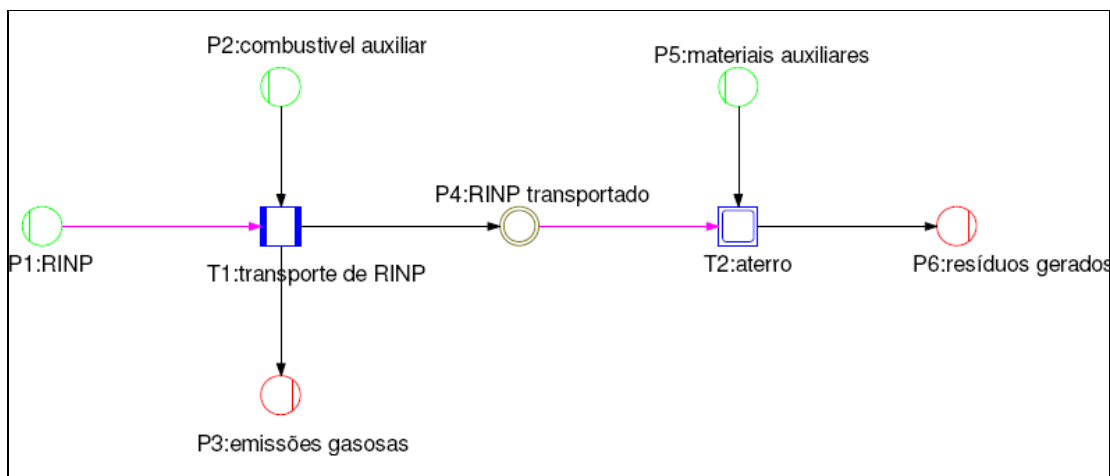 P2:combustivel auxiliar
P5:materiais auxiliares
P4:RINP transportado
P1:RINP
T1:transporte de RINP
T2:aterro
P6:resíduos gerados
P3:emissões gasosas